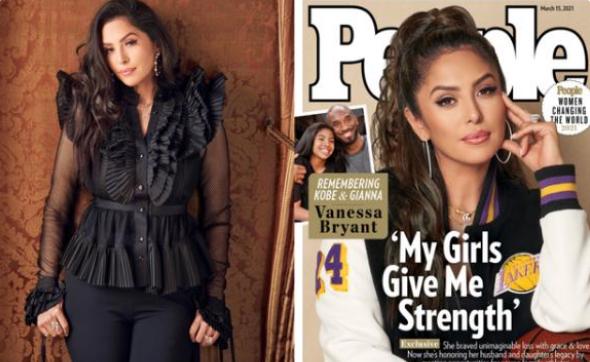 March 15, 2021
People
People
WOMEN
CHANGING
THE WORLD
2021
REMEMBERING
KOBE & GIANNA
Vanessa
Bryant
'My Girls
Give Me
Strength'
24
LAKER
Exclusive She braved unimaginable loss with grace & love
Now she's honoring her husband and daughter's legacy by